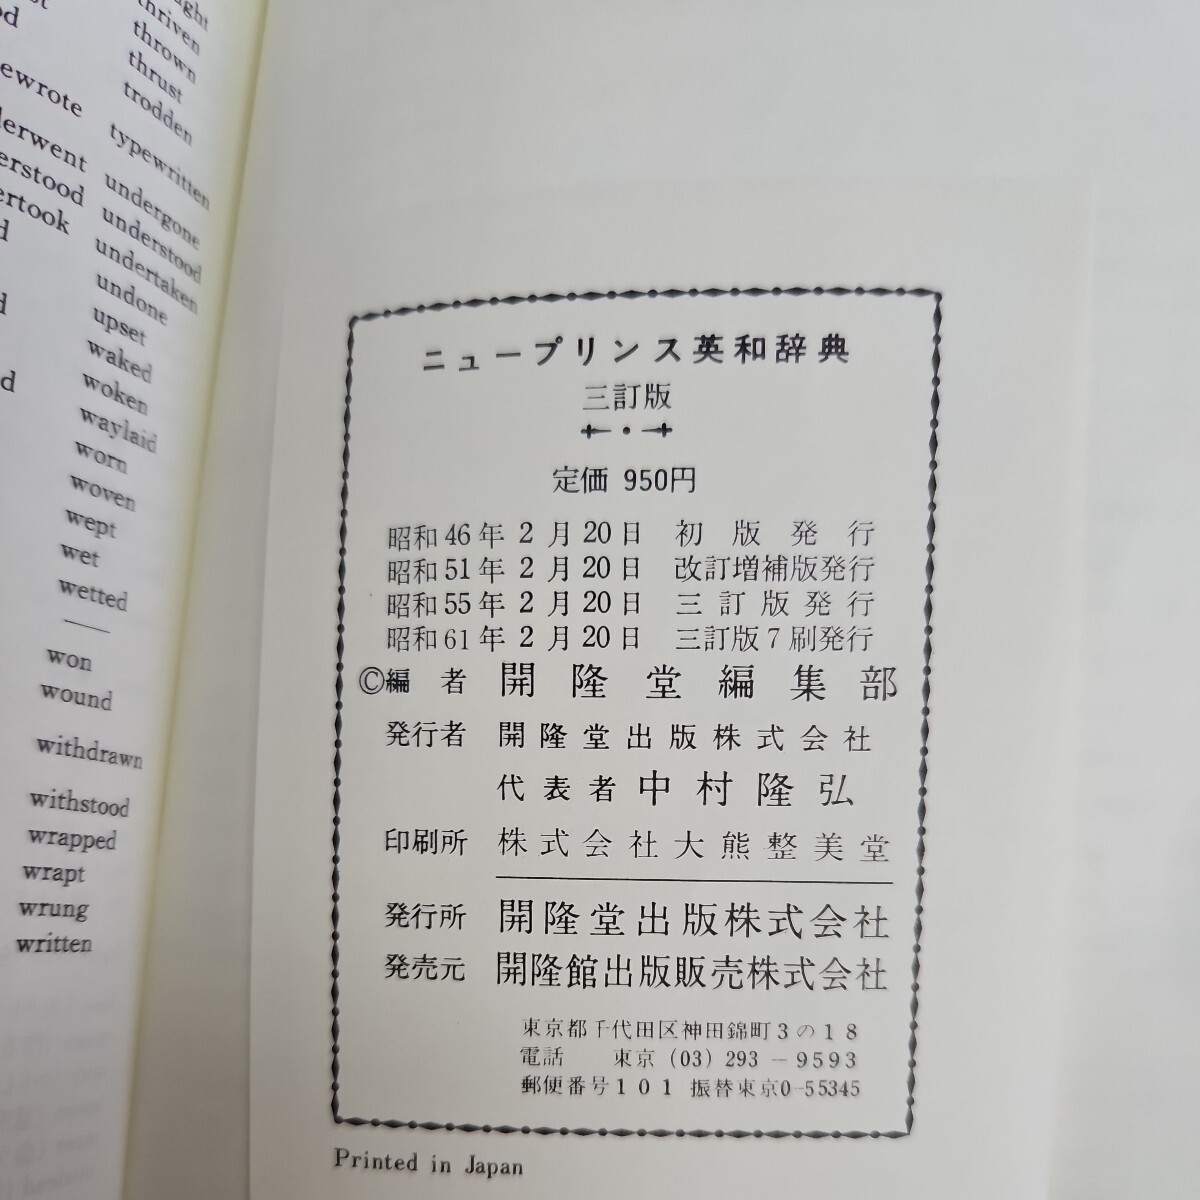 thriven
thrown
thrust
trodden
ewrote typewritten
undergone
understood
undertaken
undone
upset
waked
woken
waylaid
worn
woven
wept
wet
wetted
won
wound
withdrawn
withstood
wrapped
wrapt
wrung
written
ニュープリンス英和辞典
三訂版
定価 950円
昭和46年2月20日 初版発行
昭和51年2月20日 改訂増補版発行
昭和55年2月20日 三訂版発行
昭和61年2月20日 三訂版7刷発行
©編者 開隆堂編集部
発行者 開隆堂出版株式会社
代表者 中村隆弘
印刷所 株式会社大熊整美堂
発行所 開隆堂出版株式会社
発売元 開隆館出版販売株式会社
東京都千代田区神田錦町3の18
電話 東京(03)293-9593
郵便番号101 振替東京0-55345
Printed in Japan